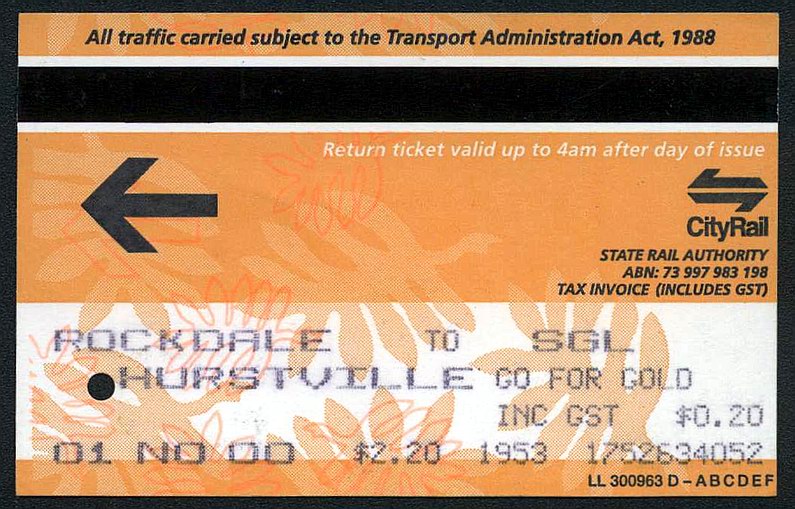 All traffic carried subject to the Transport Administration Act, 1988
Return ticket valid up to 4am after day of issue
CityRail
STATE RAIL AUTHORITY
ABN: 73 997 983 198
TAX INVOICE (INCLUDES GST)
ROCKDALE TO SGL
HURSTVILLE GO FOR GOLD
INC GST $0.20
01 NO 00 $2.20 1953 1752634052
LL 300963 D – ABCDEF